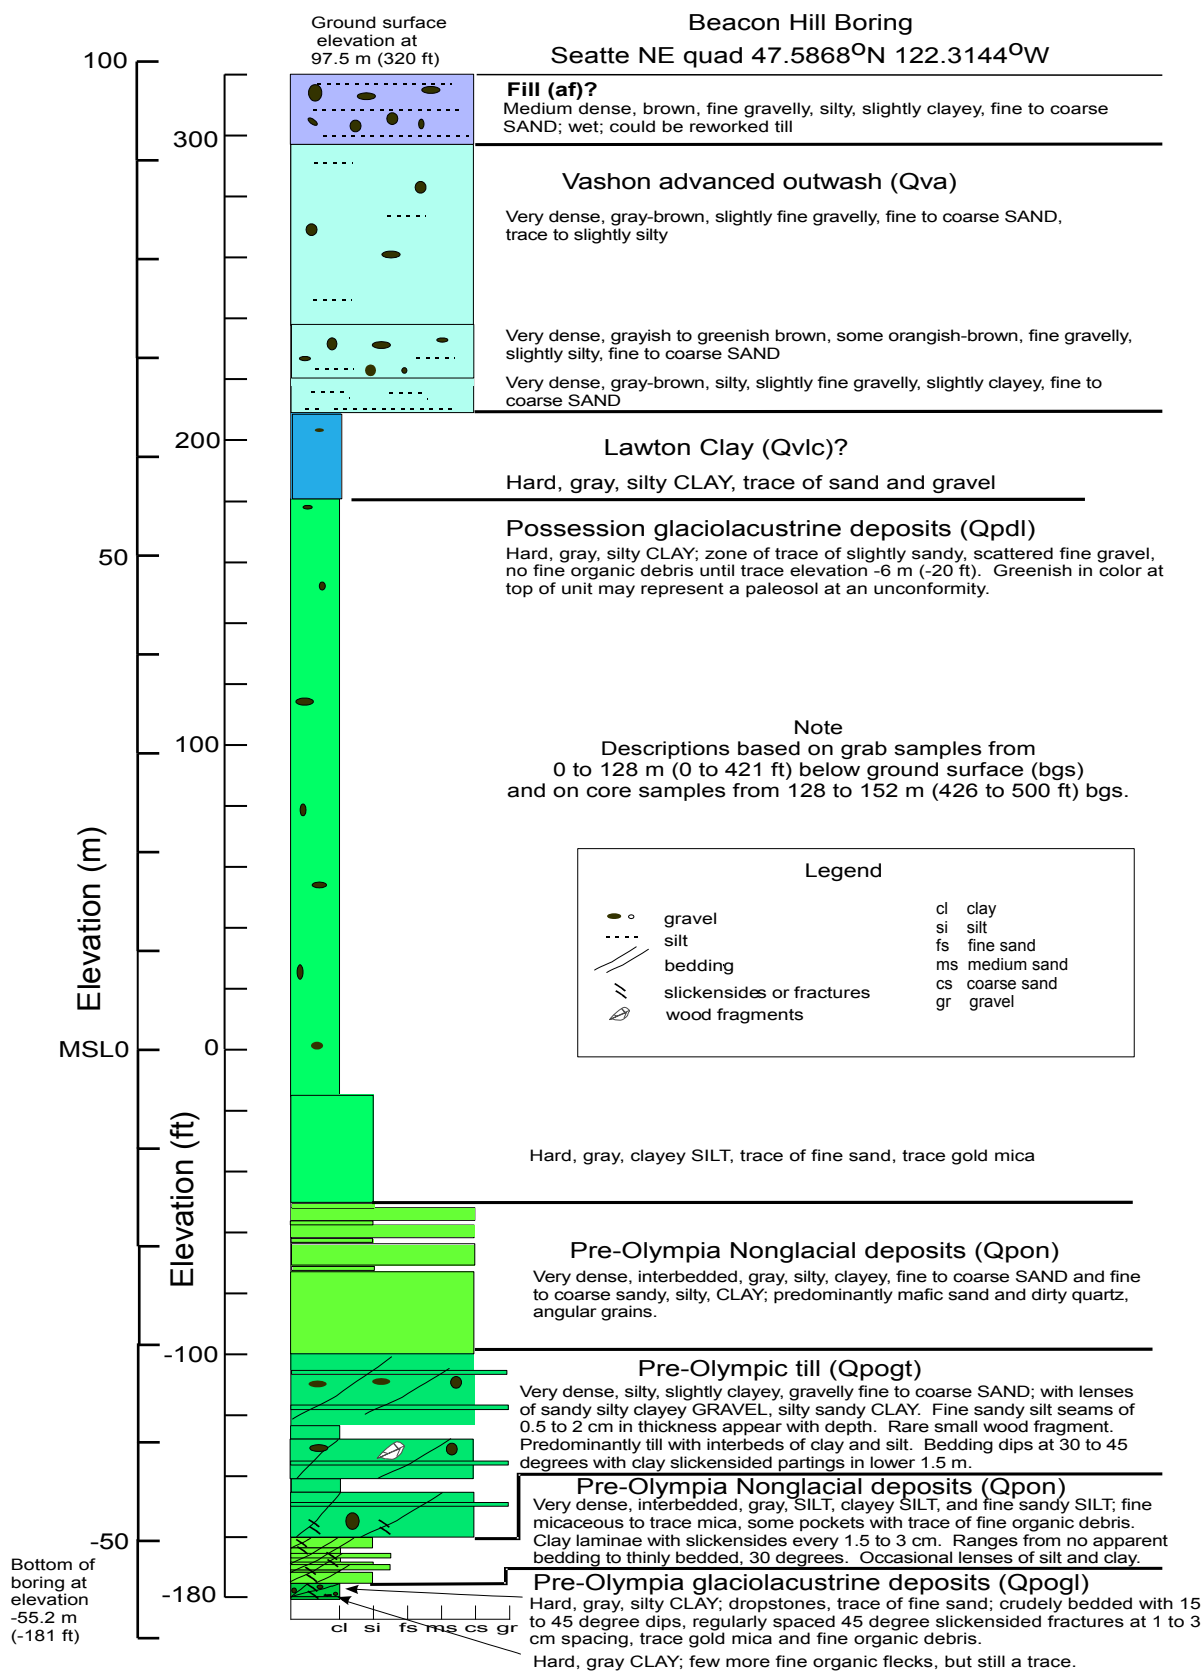 Ground surface
elevation at
97.5 m (320 ft)
Beacon Hill Boring
Seatte NE quad 47.5868ᴼN 122.3144ᴼW
100
Fill (af)?
Medium dense, brown, fine gravelly, silty, slightly clayey, fine to coarse
SAND; wet; could be reworked till
300
Vashon advanced outwash (Qva)
Very dense, gray-brown, slightly fine gravelly, fine to coarse SAND,
trace to slightly silty
Very dense, grayish to greenish brown, some orangish-brown, fine gravelly,
slightly silty, fine to coarse SAND
Very dense, gray-brown, silty, slightly fine gravelly, slightly clayey, fine to
coarse SAND
200
Lawton Clay (Qvlc)?
Hard, gray, silty CLAY, trace of sand and gravel
Possession glaciolacustrine deposits (Qpdl)
50
Hard, gray, silty CLAY; zone of trace of slightly sandy, scattered fine gravel,
no fine organic debris until trace elevation -6 m (-20 ft). Greenish in color at
top of unit may represent a paleosol at an unconformity.
100
Note
Descriptions based on grab samples from
0 to 128 m (0 to 421 ft) below ground surface (bgs)
and on core samples from 128 to 152 m (426 to 500 ft) bgs.
Elevation (m)
Legend
gravel
silt
bedding
slickensides or fractures
wood fragments
cl clay
si silt
fs fine sand
ms medium sand
cs coarse sand
gr gravel
MSL0
0
Elevation (ft)
Hard, gray, clayey SILT, trace of fine sand, trace gold mica
Pre-Olympia Nonglacial deposits (Qpon)
Very dense, interbedded, gray, silty, clayey, fine to coarse SAND and fine
to coarse sandy, silty, CLAY; predominantly mafic sand and dirty quartz,
angular grains.
-100
Pre-Olympic till (Qpogt)
Very dense, silty, slightly clayey, gravelly fine to coarse SAND; with lenses
of sandy silty clayey GRAVEL, silty sandy CLAY. Fine sandy silt seams of
0.5 to 2 cm in thickness appear with depth. Rare small wood fragment.
Predominantly till with interbeds of clay and silt. Bedding dips at 30 to 45
degrees with clay slickensided partings in lower 1.5 m.
Pre-Olympia Nonglacial deposits (Qpon)
Very dense, interbedded, gray, SILT, clayey SILT, and fine sandy SILT; fine
micaceous to trace mica, some pockets with trace of fine organic debris.
Clay laminae with slickensides every 1.5 to 3 cm. Ranges from no apparent
bedding to thinly bedded, 30 degrees. Occasional lenses of silt and clay.
-50
Bottom of
boring at
elevation
-55.2 m
(-181 ft)
-180
Pre-Olympia glaciolacustrine deposits (Qpogl)
Hard, gray, silty CLAY; dropstones, trace of fine sand; crudely bedded with 15
to 45 degree dips, regularly spaced 45 degree slickensided fractures at 1 to 3
cm spacing, trace gold mica and fine organic debris.
Hard, gray CLAY; few more fine organic flecks, but still a trace.
cl si fs ms cs gr